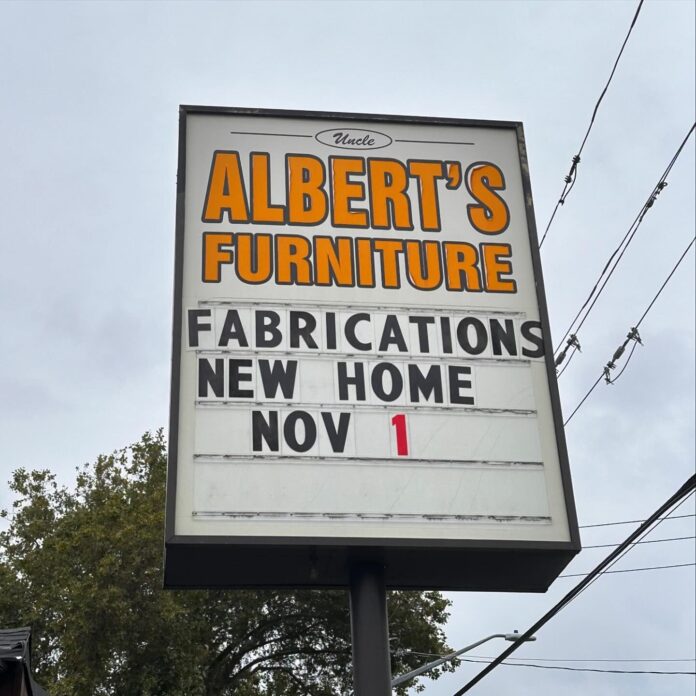 Uncle
ALBERT'S
FURNITURE
FABRICATIONS
NEW HOME
NOV 1